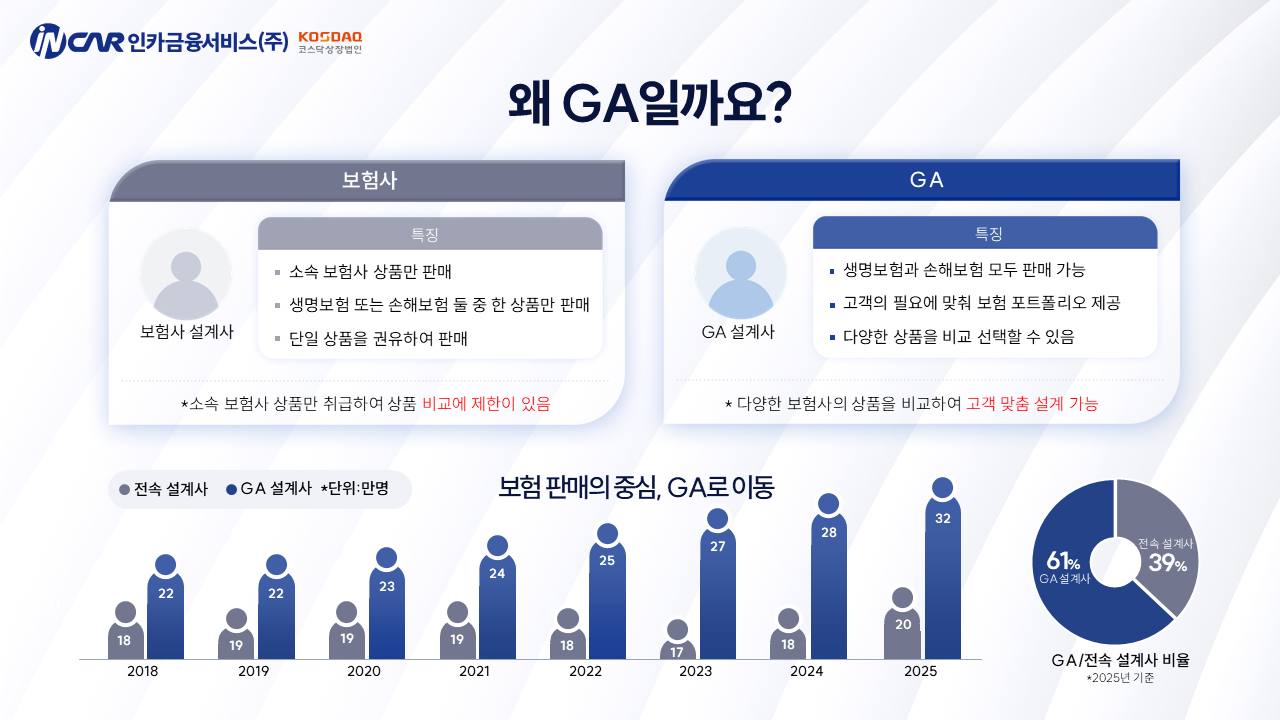 iNCAR 인카금융서비스(주) KOSDAQ
코스닥상장법인
왜 GA일까요?
보험사
특징
소속 보험사 상품만 판매
생명보험 또는 손해보험 둘 중 한 상품만 판매
단일 상품을 권유하여 판매
보험사 설계사
*소속 보험사 상품만 취급하여 상품 비교에 제한이 있음
GA
특징
생명보험과 손해보험 모두 판매 가능
고객의 필요에 맞춰 보험 포트폴리오 제공
다양한 상품을 비교 선택할 수 있음
GA 설계사
* 다양한 보험사의 상품을 비교하여 고객 맞춤 설계 가능
전속 설계사 GA 설계사 *단위:만명
보험 판매의 중심, GA로 이동
18 22 19 22 19 23 19 24 18 25 17 27 18 28 20 32
2018 2019 2020 2021 2022 2023 2024 2025
61%
GA설계사
전속 설계사
39%
GA/전속 설계사 비율
*2025년 기준